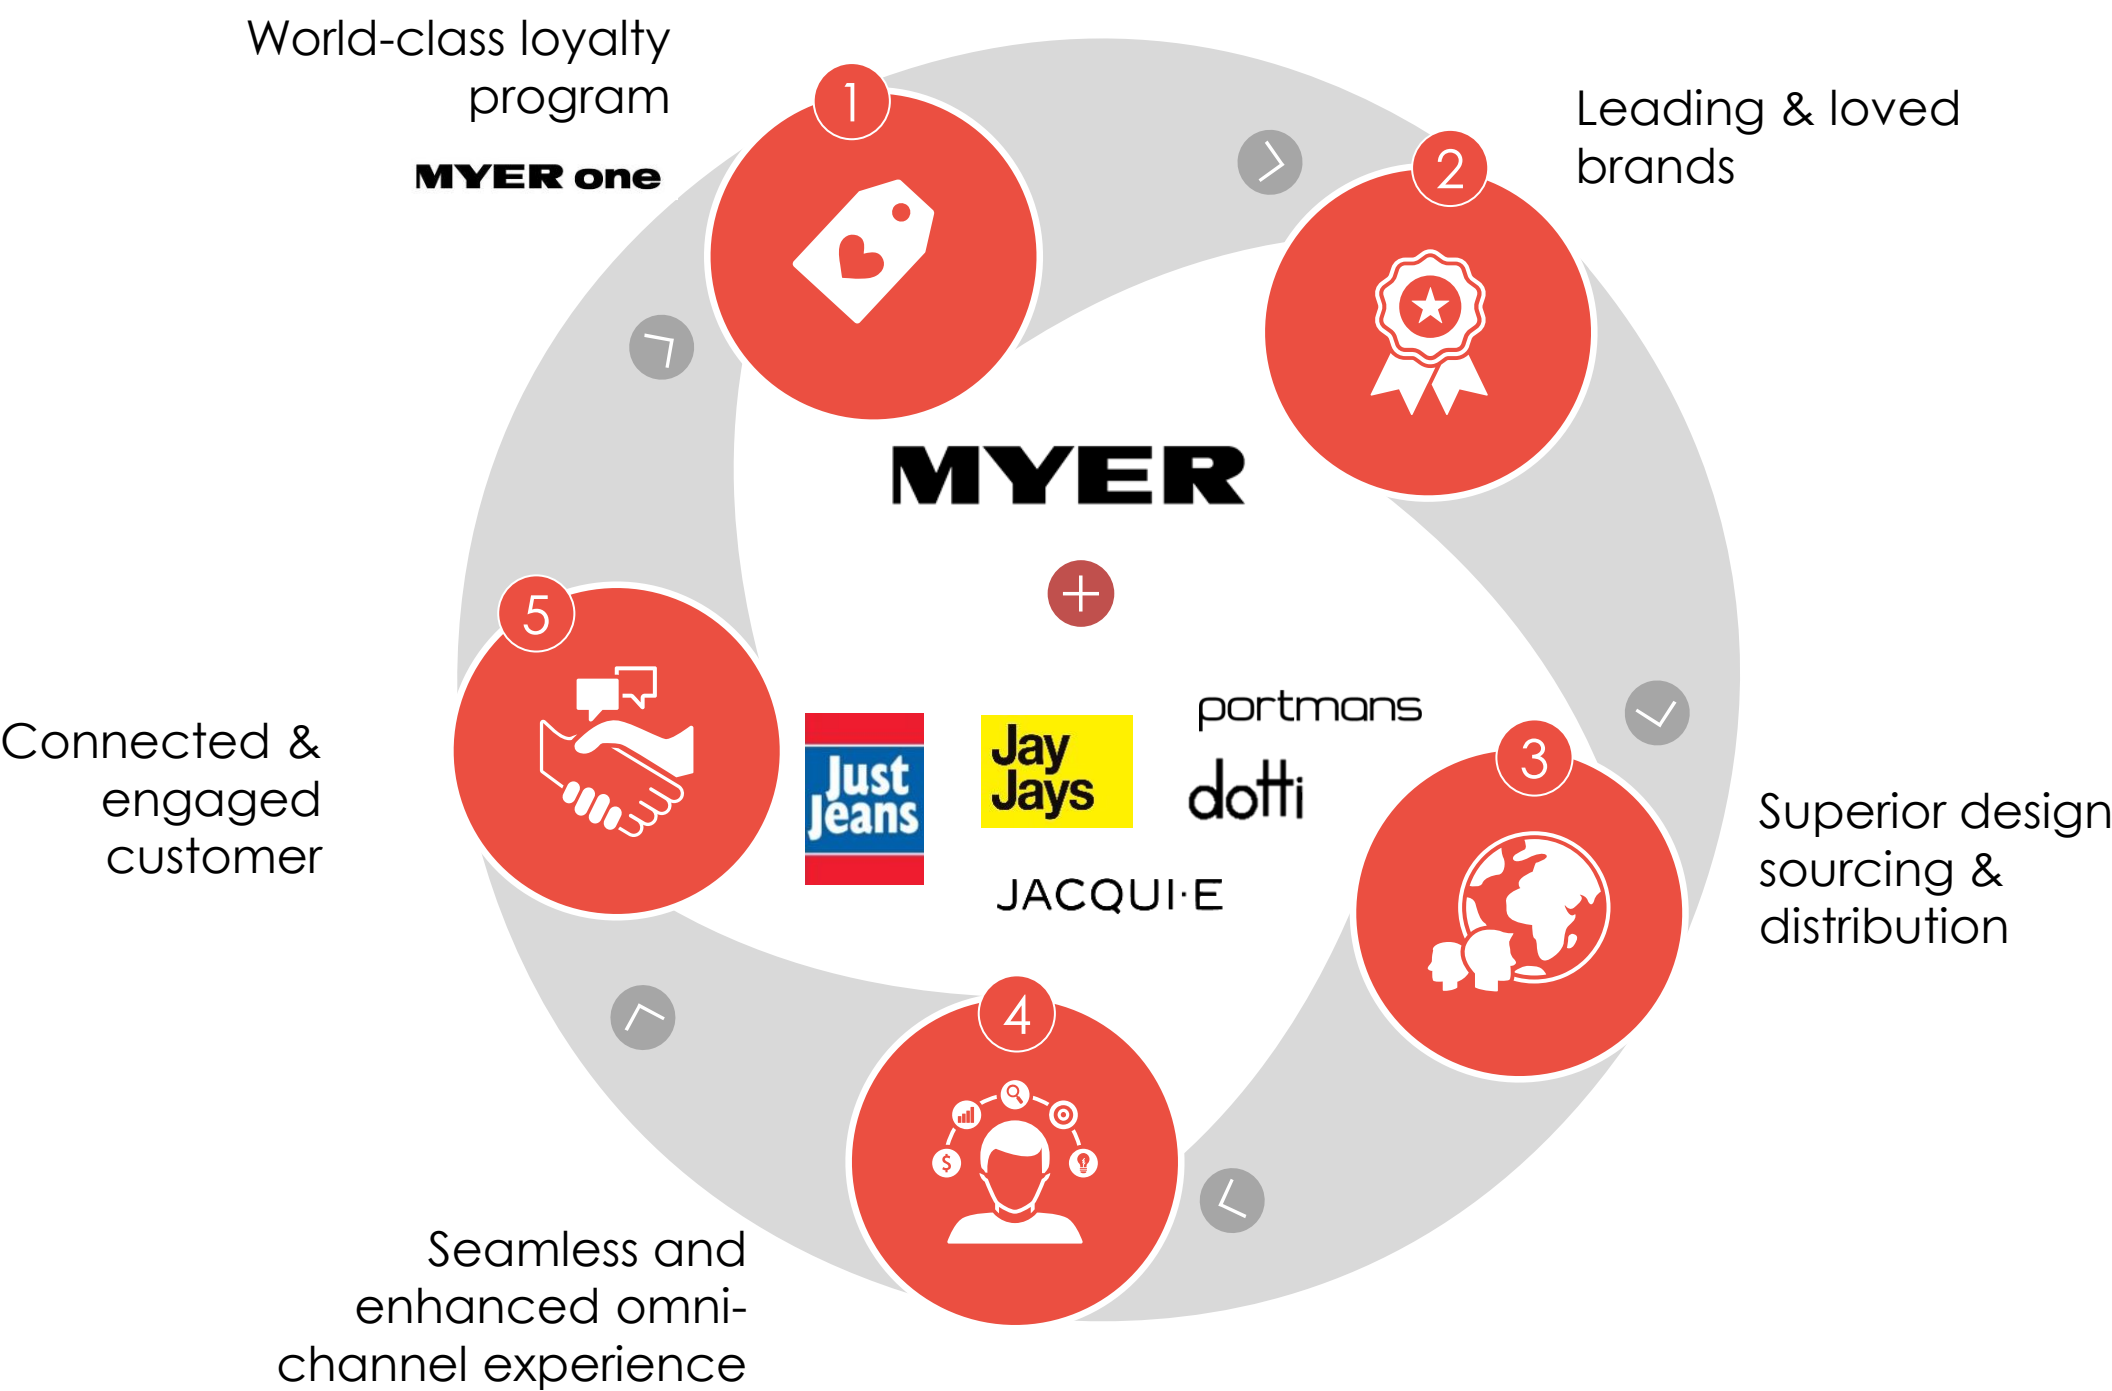 World-class loyalty
program
MYER one
1
2
Leading & loved
brands
MYER
5
portmans
Just
Jeans
Jay
Jays
dotti
3
Connected &
engaged
customer
JACQUI·E
Superior design
sourcing &
distribution
4
$
Seamless and
enhanced omni-
channel experience